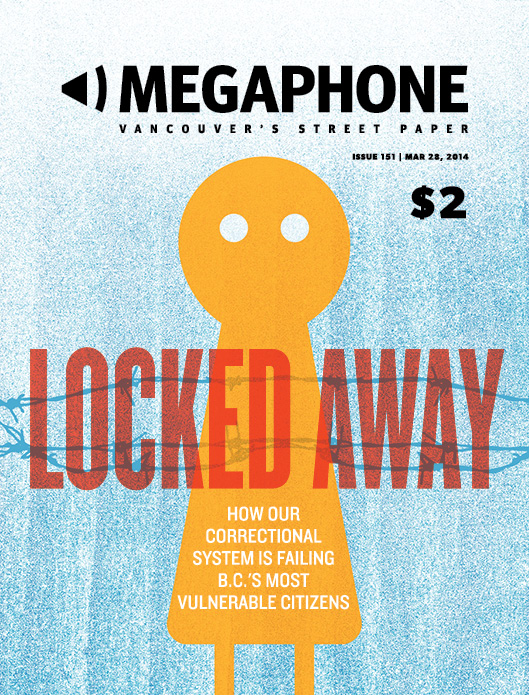 MEGAPHONE
VANCOUVER'S STREET PAPER
ISSUE 151 | MAR 28, 2014
$2
LOCKED AWAY
HOW OUR
CORRECTIONAL
SYSTEM IS FAILING
B.C.'S MOST
VULNERABLE CITIZENS